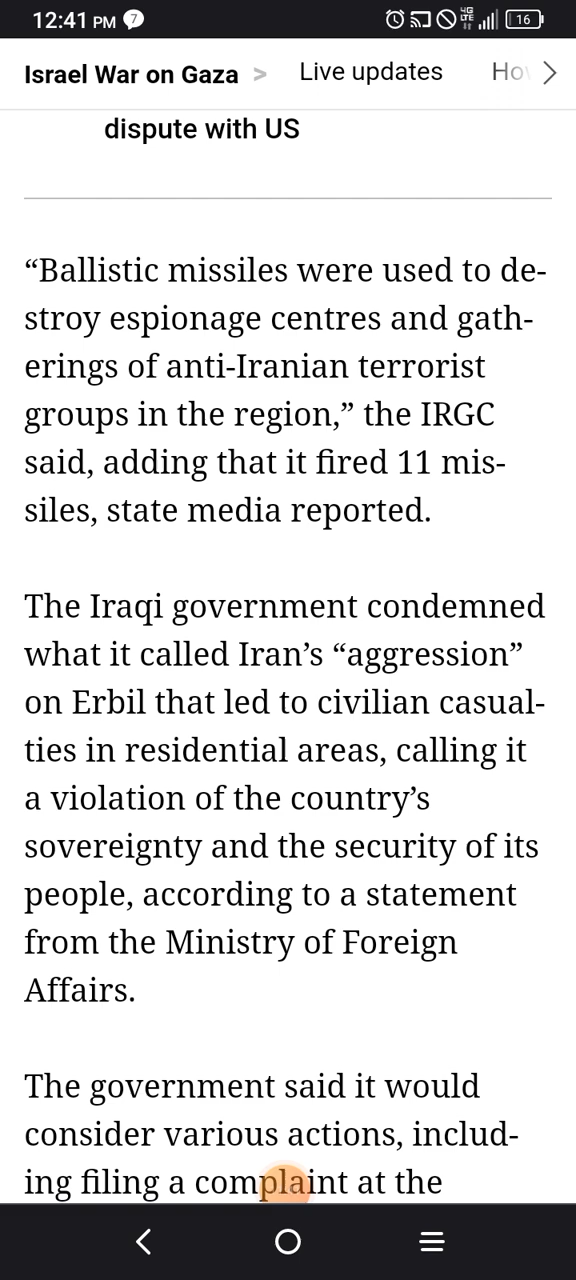 12:41 PM 7 4G LTE 16
Israel War on Gaza > Live updates Ho
dispute with US
“Ballistic missiles were used to de-
stroy espionage centres and gath-
erings of anti-Iranian terrorist
groups in the region,” the IRGC
said, adding that it fired 11 mis-
siles, state media reported.
The Iraqi government condemned
what it called Iran’s “aggression”
on Erbil that led to civilian casual-
ties in residential areas, calling it
a violation of the country’s
sovereignty and the security of its
people, according to a statement
from the Ministry of Foreign
Affairs.
The government said it would
consider various actions, includ-
ing filing a complaint at the